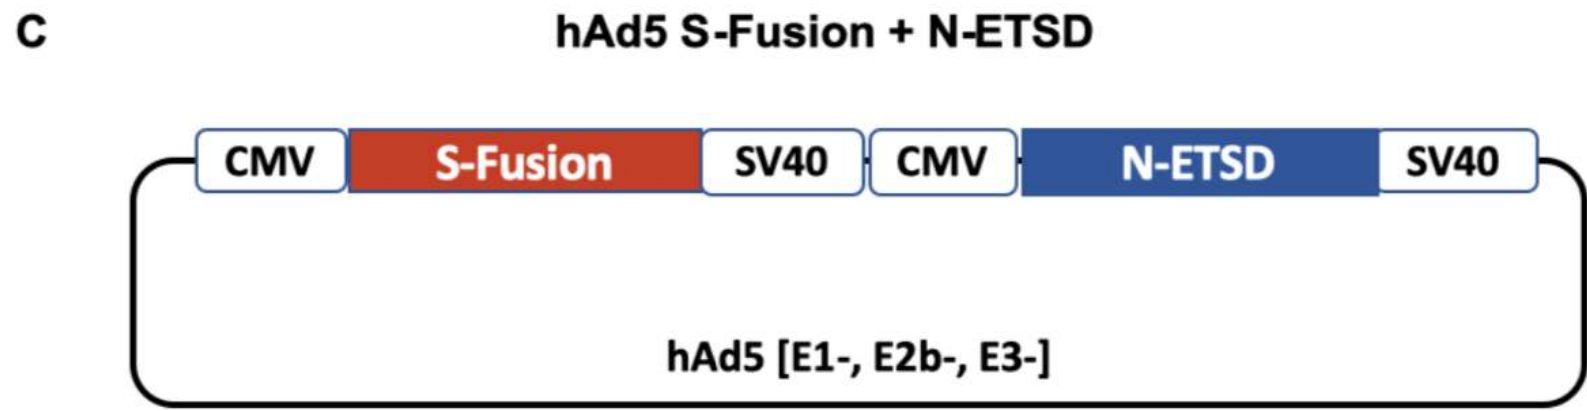 C
hAd5 S-Fusion + N-ETSD
CMV S-Fusion SV40 CMV N-ETSD SV40
hAd5 [E1-, E2b-, E3-]